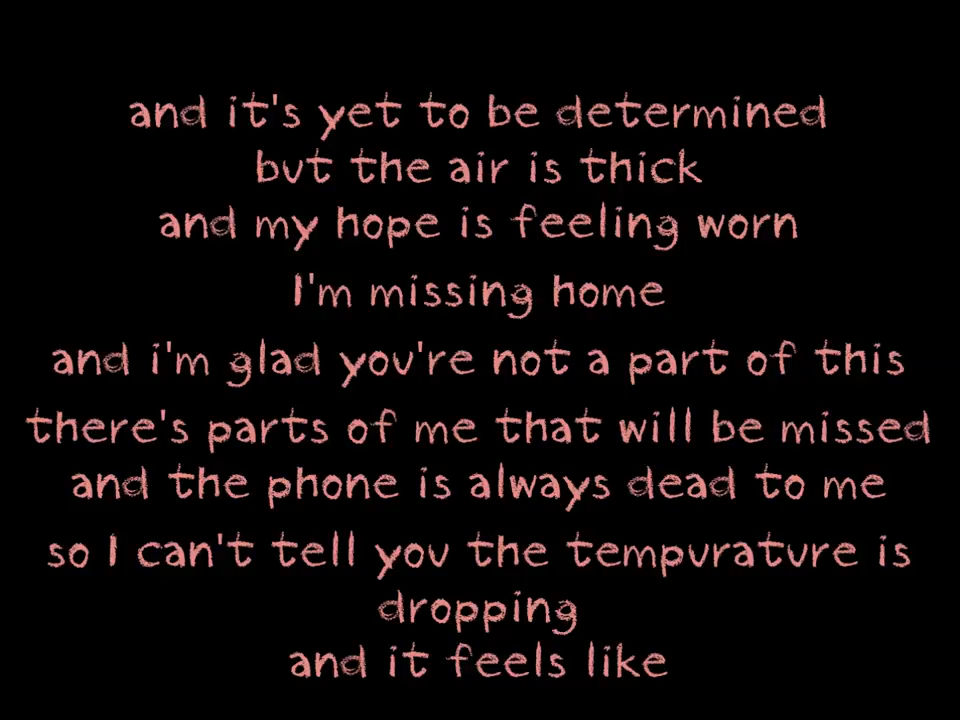 and it's yet to be determined
but the air is thick
and my hope is feeling worn
I'm missing home
and i'm glad you're not a part of this
there's parts of me that will be missed
and the phone is always dead to me
so I can't tell you the tempurature is
dropping
and it feels like